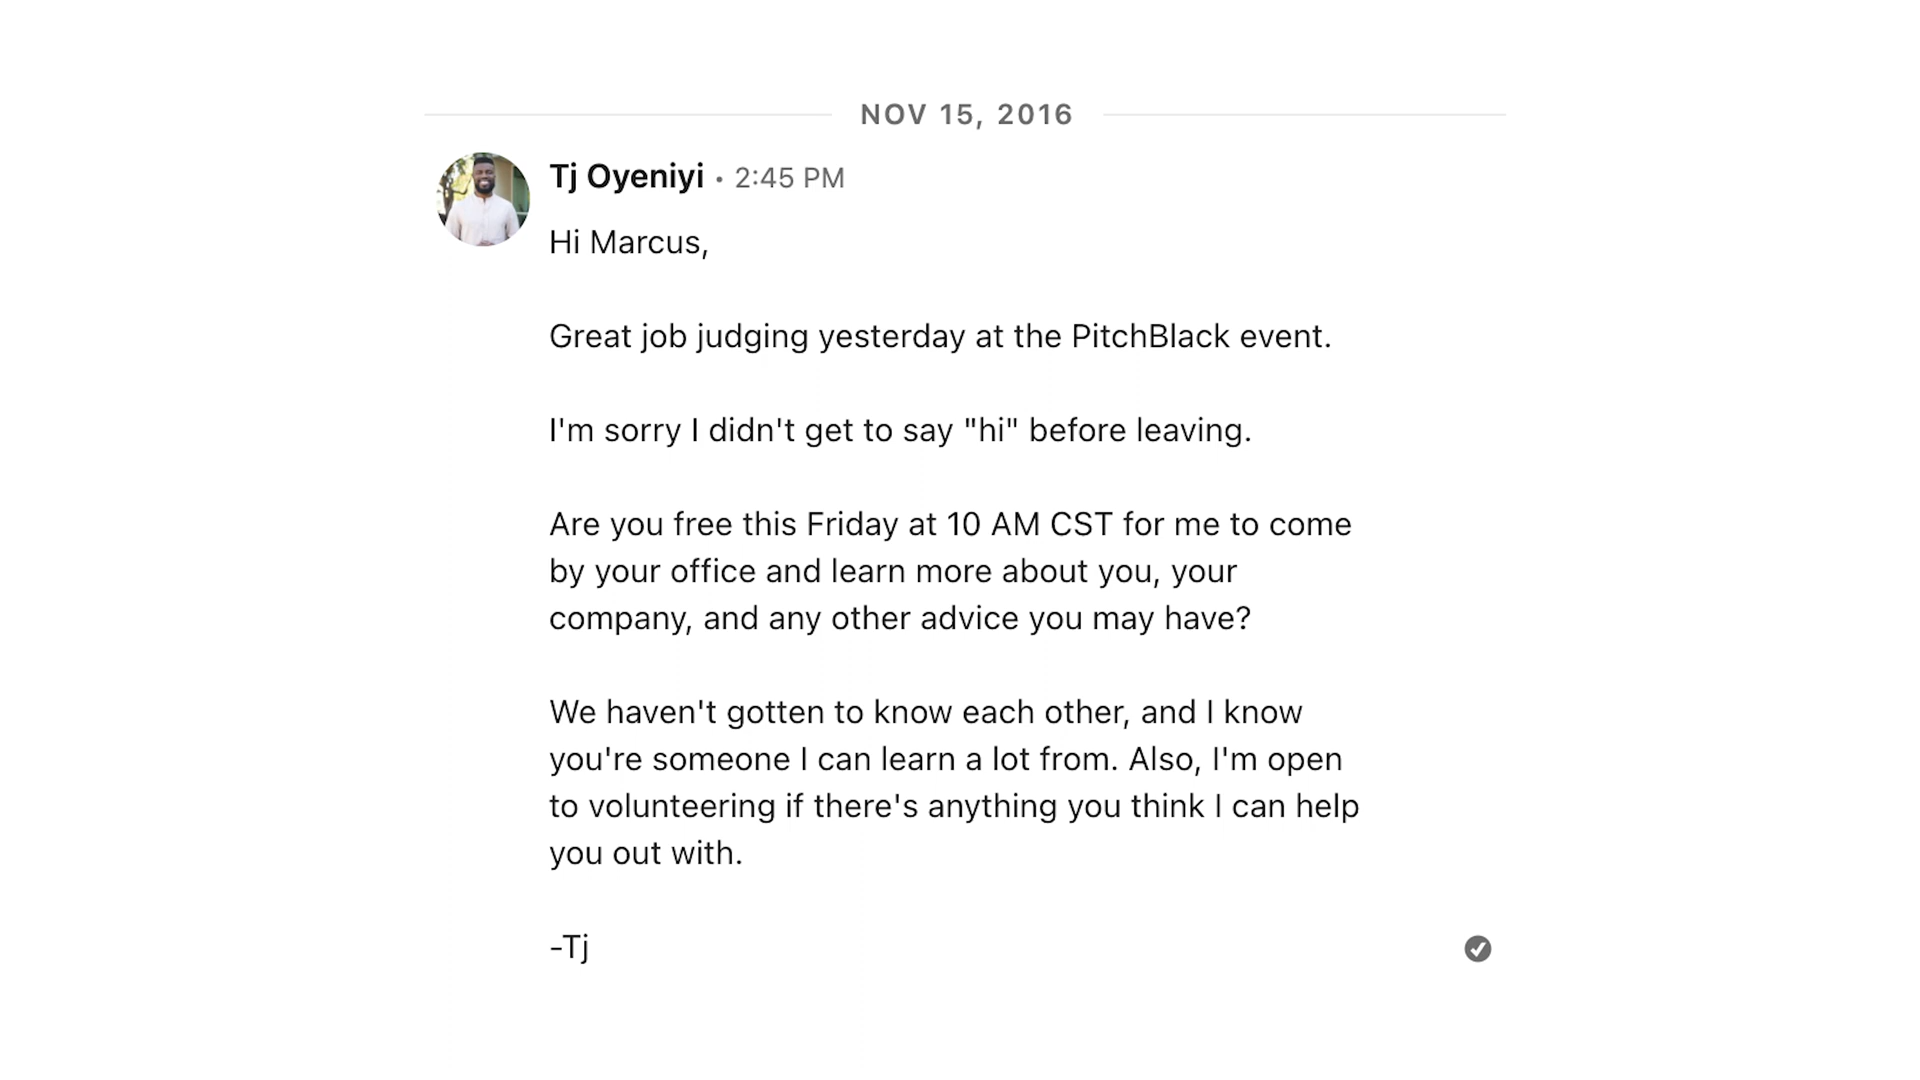 NOV 15, 2016
Tj Oyeniyi • 2:45 PM
Hi Marcus,
Great job judging yesterday at the PitchBlack event.
I'm sorry I didn't get to say "hi" before leaving.
Are you free this Friday at 10 AM CST for me to come
by your office and learn more about you, your
company, and any other advice you may have?
We haven't gotten to know each other, and I know
you're someone I can learn a lot from. Also, I'm open
to volunteering if there's anything you think I can help
you out with.
-Tj